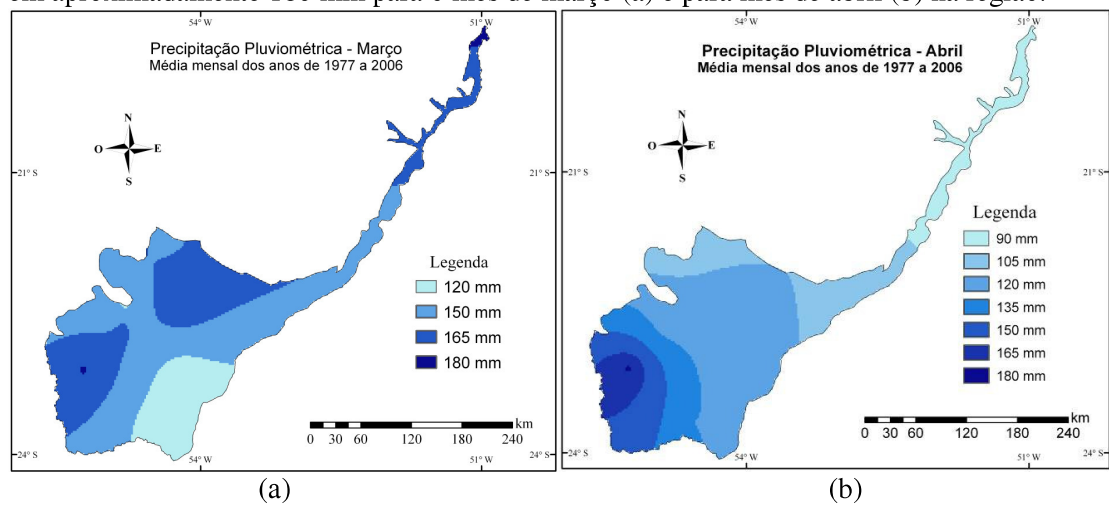 Precipitação Pluviométrica - Março
Média mensal dos anos de 1977 a 2006
54° W
51° W
N
O
E
S
21° S
24° S
54° W
51° W
24° S
Legenda
120 mm
150 mm
165 mm
180 mm
km
0 30 60 120 180 240
(a)
Precipitação Pluviométrica - Abril
Média mensal dos anos de 1977 a 2006
54° W
51° W
N
O
E
S
21° S
21° S
Legenda
90 mm
105 mm
120 mm
135 mm
150 mm
165 mm
180 mm
km
0 30 60 120 180 240
54° W
51° W
24° S
(b)